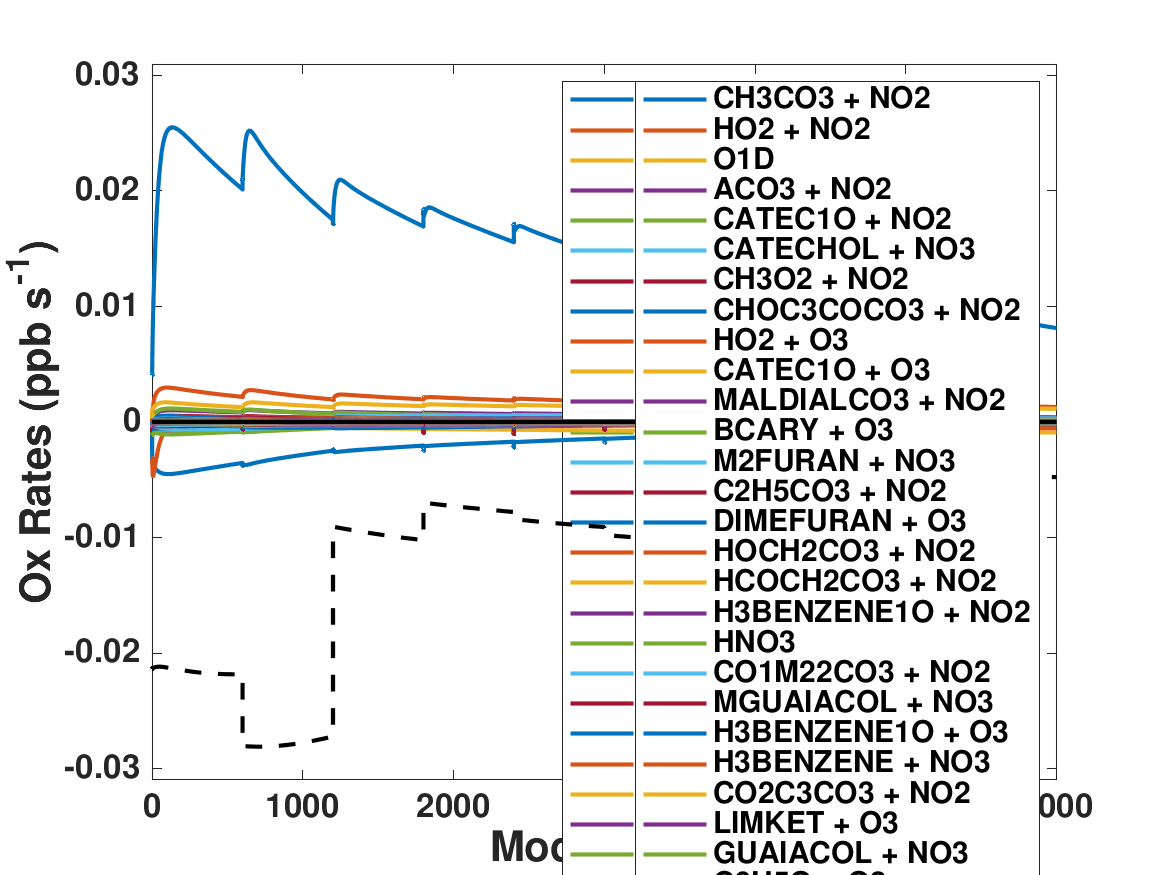 Ox Rates (ppb s-1)
0.03
0.02
0.01
0
-0.01
-0.02
-0.03
0
1000
2000
000
CH3CO3 + NO2
HO2 + NO2
O1D
ACO3 + NO2
CATEC1O + NO2
CATECHOL + NO3
CH3O2 + NO2
CHOC3COCO3 + NO2
HO2 + O3
CATEC1O + O3
MALDIALCO3 + NO2
BCARY + O3
M2FURAN + NO3
C2H5CO3 + NO2
DIMEFURAN + O3
HOCH2CO3 + NO2
HCOCH2CO3 + NO2
H3BENZENE1O + NO2
HNO3
CO1M22CO3 + NO2
MGUAIACOL + NO3
H3BENZENE1O + O3
H3BENZENE + NO3
CO2C3CO3 + NO2
LIMKET + O3
GUAIACOL + NO3